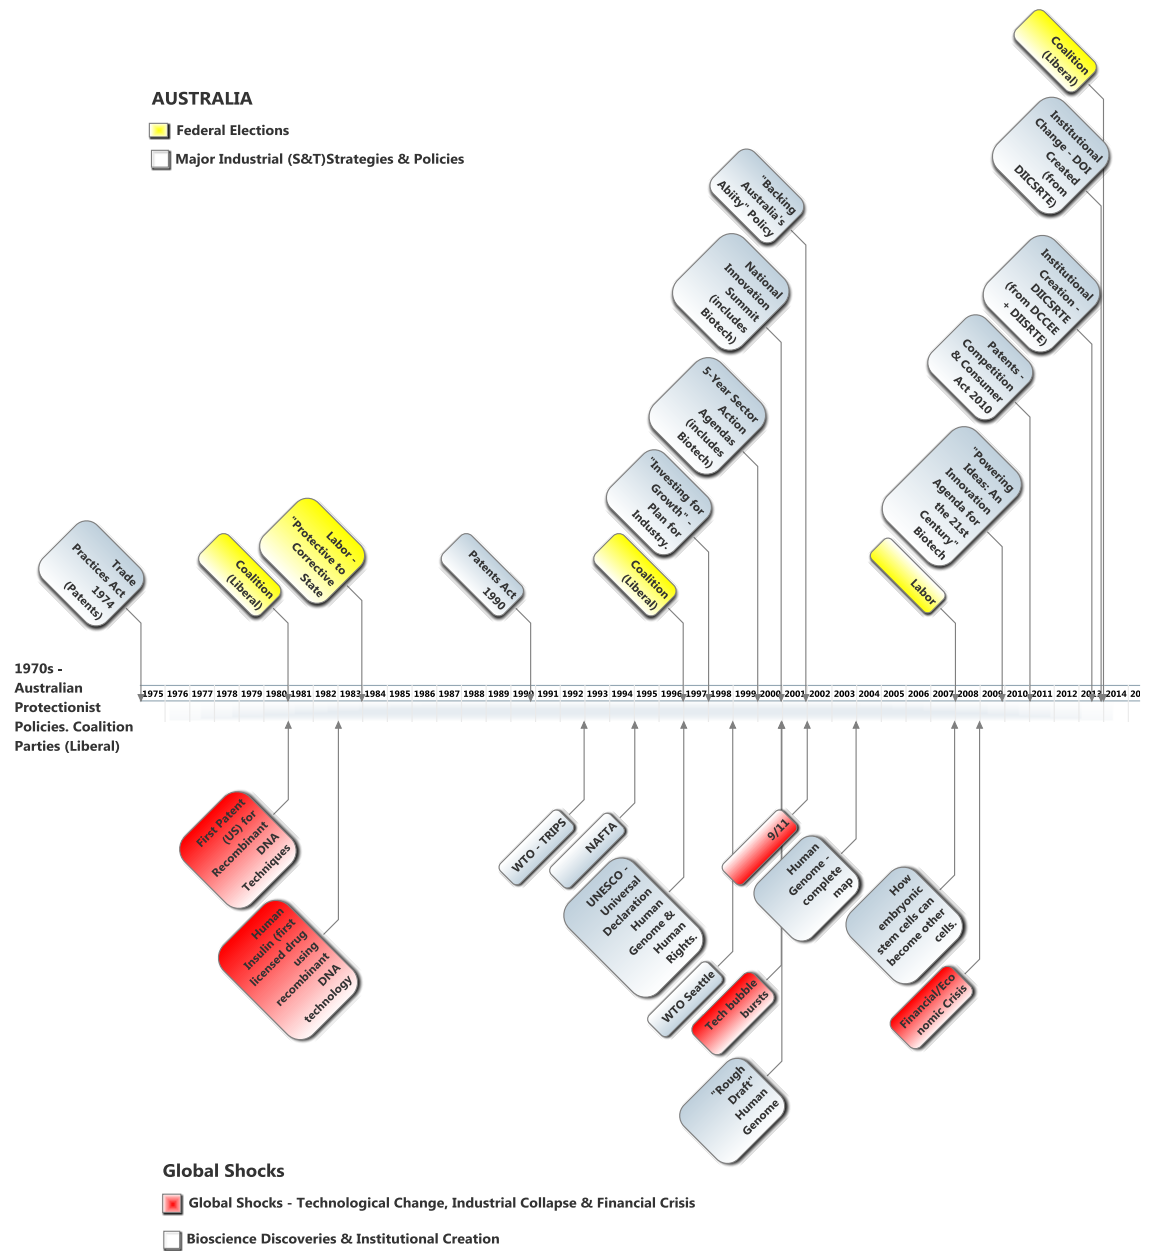 AUSTRALIA
Federal Elections
Major Industrial (S&T)Strategies & Policies
Coalition
(Liberal)
Institutional
Change - DOI
Created
(from
DIICSRTE)
"Backing
Australia's
Abiity" Policy
National
Innovation
Summit
(includes
Biotech)
Institutional
Creation -
DIICSRTE
(from DCCEE
+ DIISRTE)
Patents -
Competition
& Consumer
Act 2010
5-Year Sector
Action
Agendas
(includes
Biotech)
"Investing for
Growth" -
Plan for
Industry.
"Powering
Ideas: An
Innovation
Agenda for
the 21st
Century"
Biotech
Trade
Practices Act
1974
(Patents)
Coalition
(Liberal)
Labor -
"Protective to
Corrective
State
Patents Act
1990
Coalition
(Liberal)
Labor
1970s -
Australian
Protectionist
Policies. Coalition
Parties (Liberal)
1975 1976 1977 1978 1979 1980 1981 1982 1983 1984 1985 1986 1987 1988 1989 1990 1991 1992 1993 1994 1995 1996 1997 1998 1999 2000 2001 2002 2003 2004 2005 2006 2007 2008 2009 2010 2011 2012 2013 2014 20
First Patent
(US) for
Recombinant
DNA
Techniques
Human
Insulin (first
licensed drug
using
recombinant
DNA
technology
WTO - TRIPS
NAFTA
UNESCO -
Universal
Declaration
Human
Genome &
Human
Rights.
WTO Seattle
9/11
Tech bubble
bursts
"Rough
Draft"
Human
Genome
Human
Genome -
complete
map
How
embryonic
stem cells can
become other
cells.
Financial/Eco
nomic Crisis
Global Shocks
Global Shocks - Technological Change, Industrial Collapse & Financial Crisis
Bioscience Discoveries & Institutional Creation